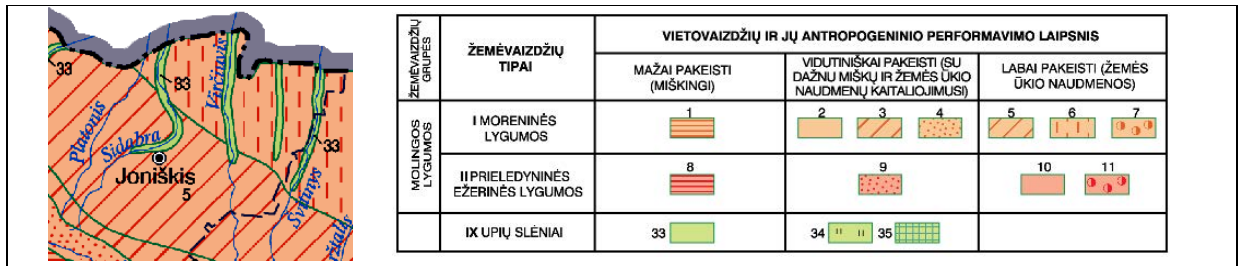 33
83
Virčiuvis
Platonis
Sidabra
33
Joniškis
5
Švitinys
ŽEMĖVAIZDŽIŲ
GRUPĖS
ŽEMĖVAIZDŽIŲ
TIPAI
VIETOVAIZDŽIŲ IR JŲ ANTROPOGENINIO PERFORMAVIMO LAIPSNIS
MAŽAI PAKEISTI
(MIŠKINGI)
VIDUTINIŠKAI PAKEISTI (SU
DAŽNU MIŠKŲ IR ŽEMĖS ŪKIO
NAUDMENŲ KAITALIOJIMUSI)
LABAI PAKEISTI (ŽEMĖS
ŪKIO NAUDMENOS)
MOLINGOS
LYGUMOS
I MORENINĖS
LYGUMOS
1
2 3 4
5 6 7
II PRIELEDYNINĖS
EŽERINĖS LYGUMOS
8
9
10 11
IX UPIŲ SLĖNIAI
33
34 35